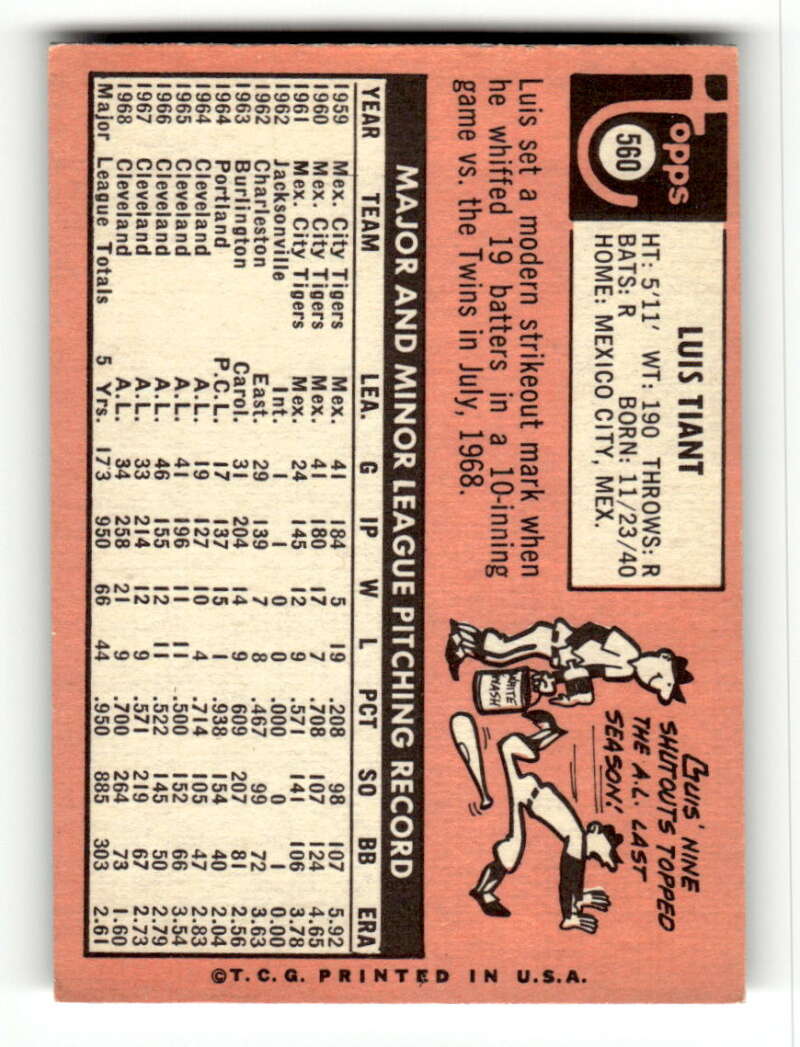 Topps
560
LUIS TIANT
HT: 5'11' WT: 190 THROWS: R
BATS: R BORN: 11/23/40
HOME: MEXICO CITY, MEX.
Luis set a modern strikeout mark when
he whiffed 19 batters in a 10-inning
game vs. the Twins in July, 1968.
LUIS' NINE
SHUTOUTS TOPPED
THE A.L. LAST
SEASON!
WHITE
WASH
MAJOR AND MINOR LEAGUE PITCHING RECORD
YEAR TEAM LEA. G IP W L PCT SO BB ERA
1959 Mex. City Tigers Mex. 41 184 5 19 .208 98 107 5.92
1960 Mex. City Tigers Mex. 41 180 17 7 .708 107 124 4.65
1961 Mex. City Tigers Mex. 24 145 12 9 .571 141 106 3.78
1962 Jacksonville Int. 1 1 0 0 .000 0 1 0.00
1962 Charleston East. 29 139 7 8 .467 99 72 3.63
1963 Burlington Carol. 31 204 14 9 609 207 81 2.56
1964 Portland P.C.L. 17 137 15 1 .938 154 40 2.04
1964 Cleveland A.L. 19 127 10 4 .714 105 47 2.83
1965 Cleveland A.L. 41 196 11 11 .500 152 66 3.54
1966 Cleveland A.L. 46 155 12 11 .522 145 50 2.79
1967 Cleveland A.L. 33 214 12 9 .571 219 67 2.73
1968 Cleveland A.L. 34 258 21 9 .700 264 73 1.60
Major League Totals 5 Yrs. 173 950 66 44 .950 885 303 2.61
©T.C.G. PRINTED IN U.S.A.